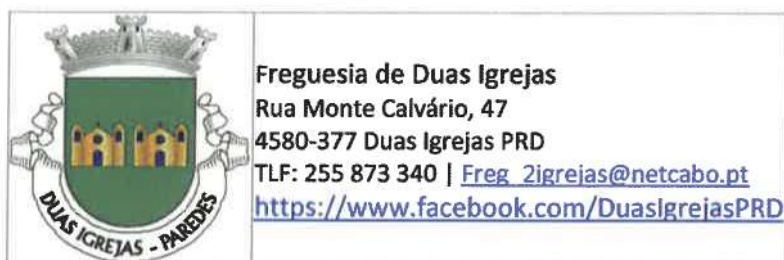 Freguesia de Duas Igrejas
Rua Monte Calvário, 47
4580-377 Duas Igrejas PRD
TLF: 255 873 340 | Freg_2igrejas@netcabo.pt
https://www.facebook.com/DuasIgrejasPRD
DUAS IGREJAS - PAREDES